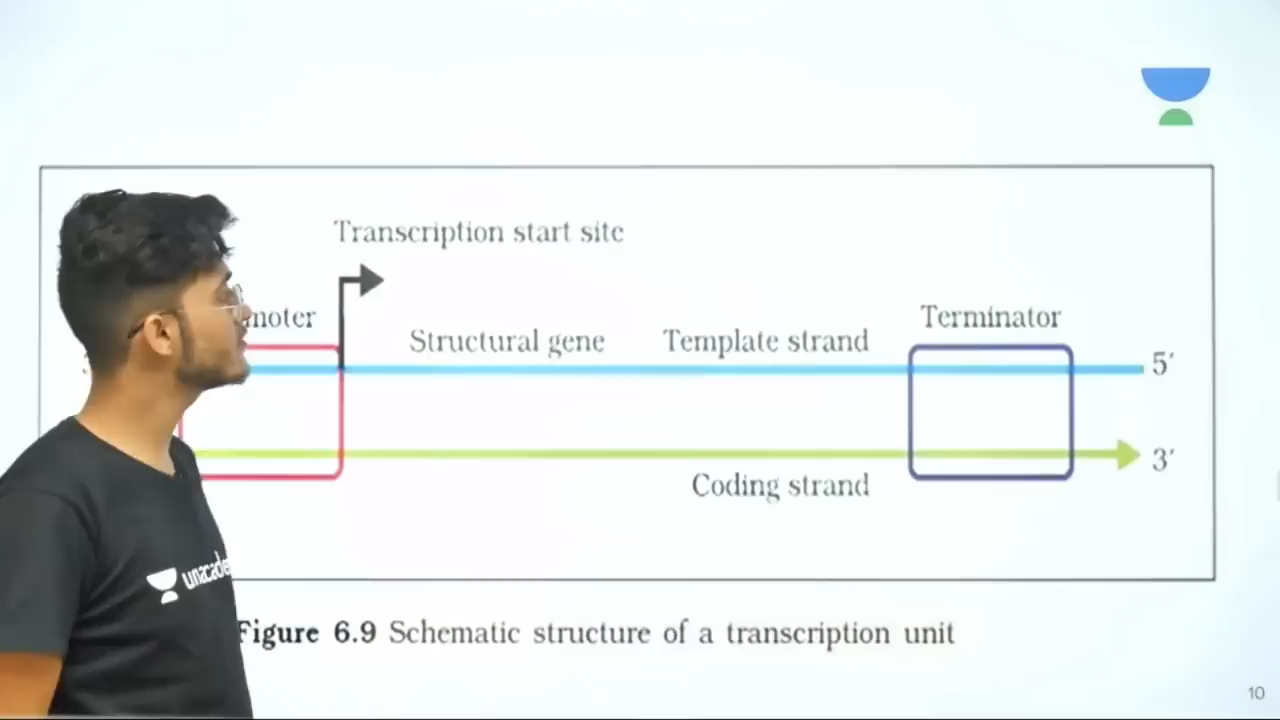 Transcription start site
moter
Structural gene
Template strand
Terminator
5′
3′
Coding strand
unacade
Figure 6.9 Schematic structure of a transcription unit
10